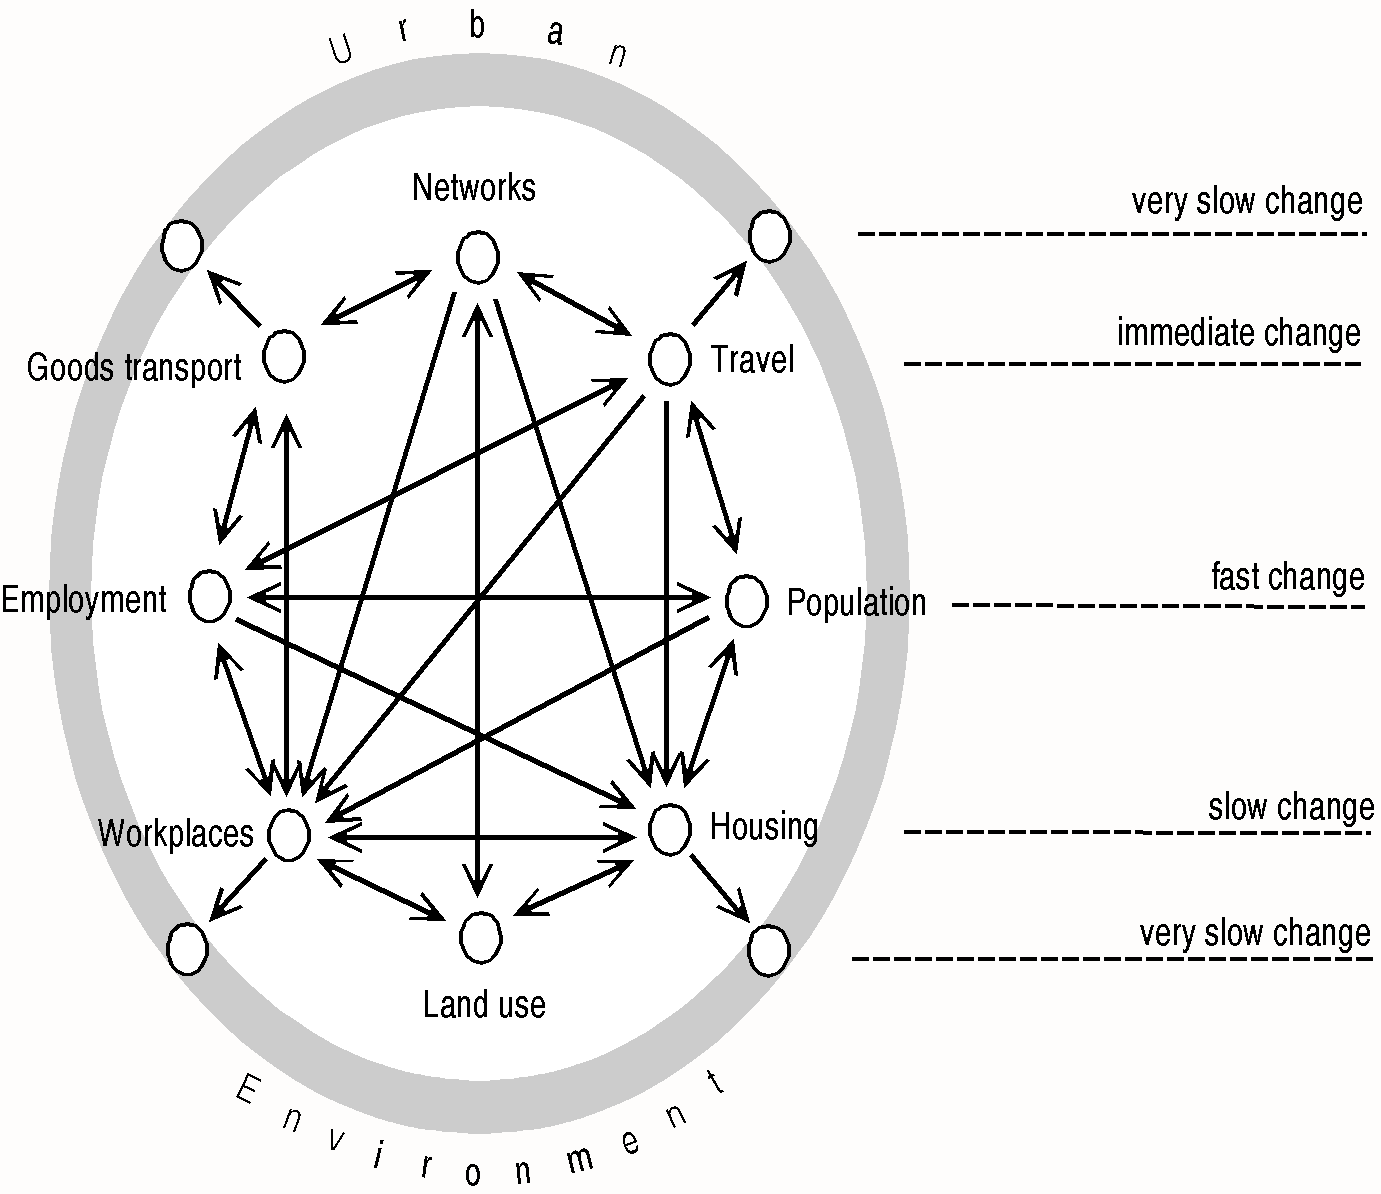 Urban
Networks
very slow change
immediate change
Goods transport
Travel
fast change
Employment
Population
slow change
Workplaces
Housing
very slow change
Land use
Environment